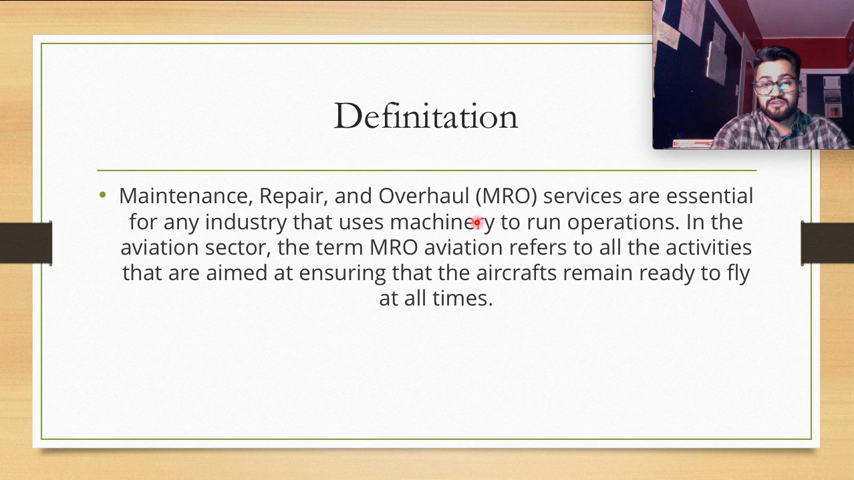 Definitation
• Maintenance, Repair, and Overhaul (MRO) services are essential
for any industry that uses machinery to run operations. In the
aviation sector, the term MRO aviation refers to all the activities
that are aimed at ensuring that the aircrafts remain ready to fly
at all times.